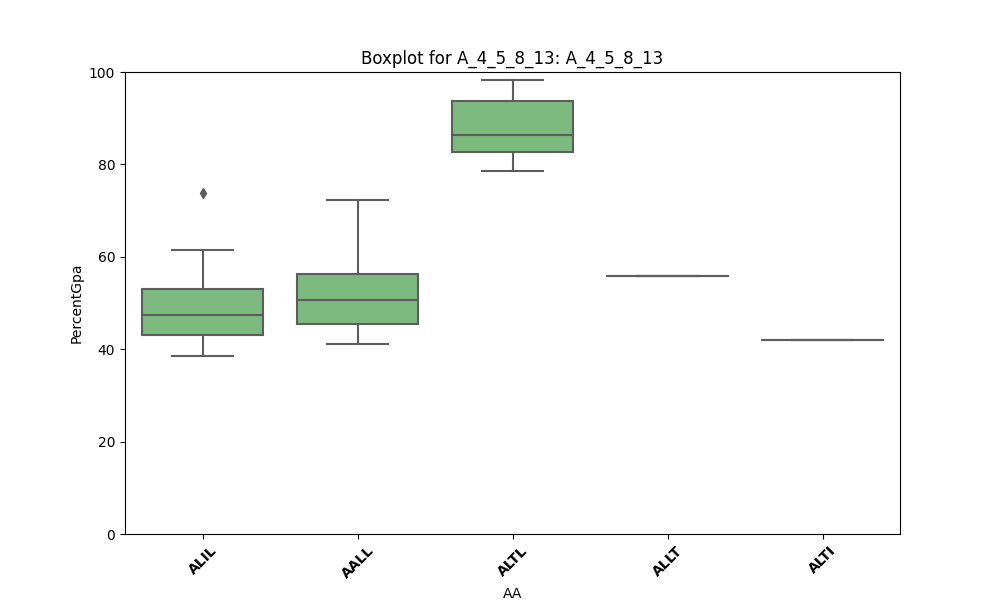 Boxplot for A_4_5_8_13: A_4_5_8_13
100
80
60
40
20
0
PercentGpa
ALIL
AALL
ALTL
ALLT
ALTI
AA